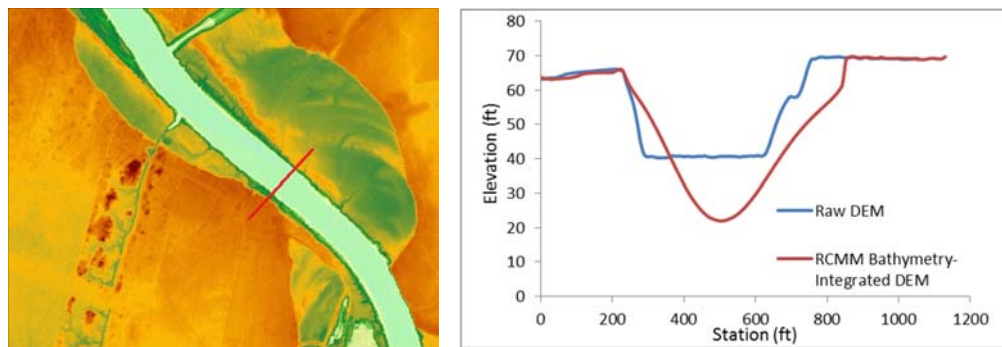 Elevation (ft)
80
70
60
50
40
30
20
10
0
Raw DEM
RCMM Bathymetry-
Integrated DEM
0 200 400 600 800 1000 1200
Station (ft)